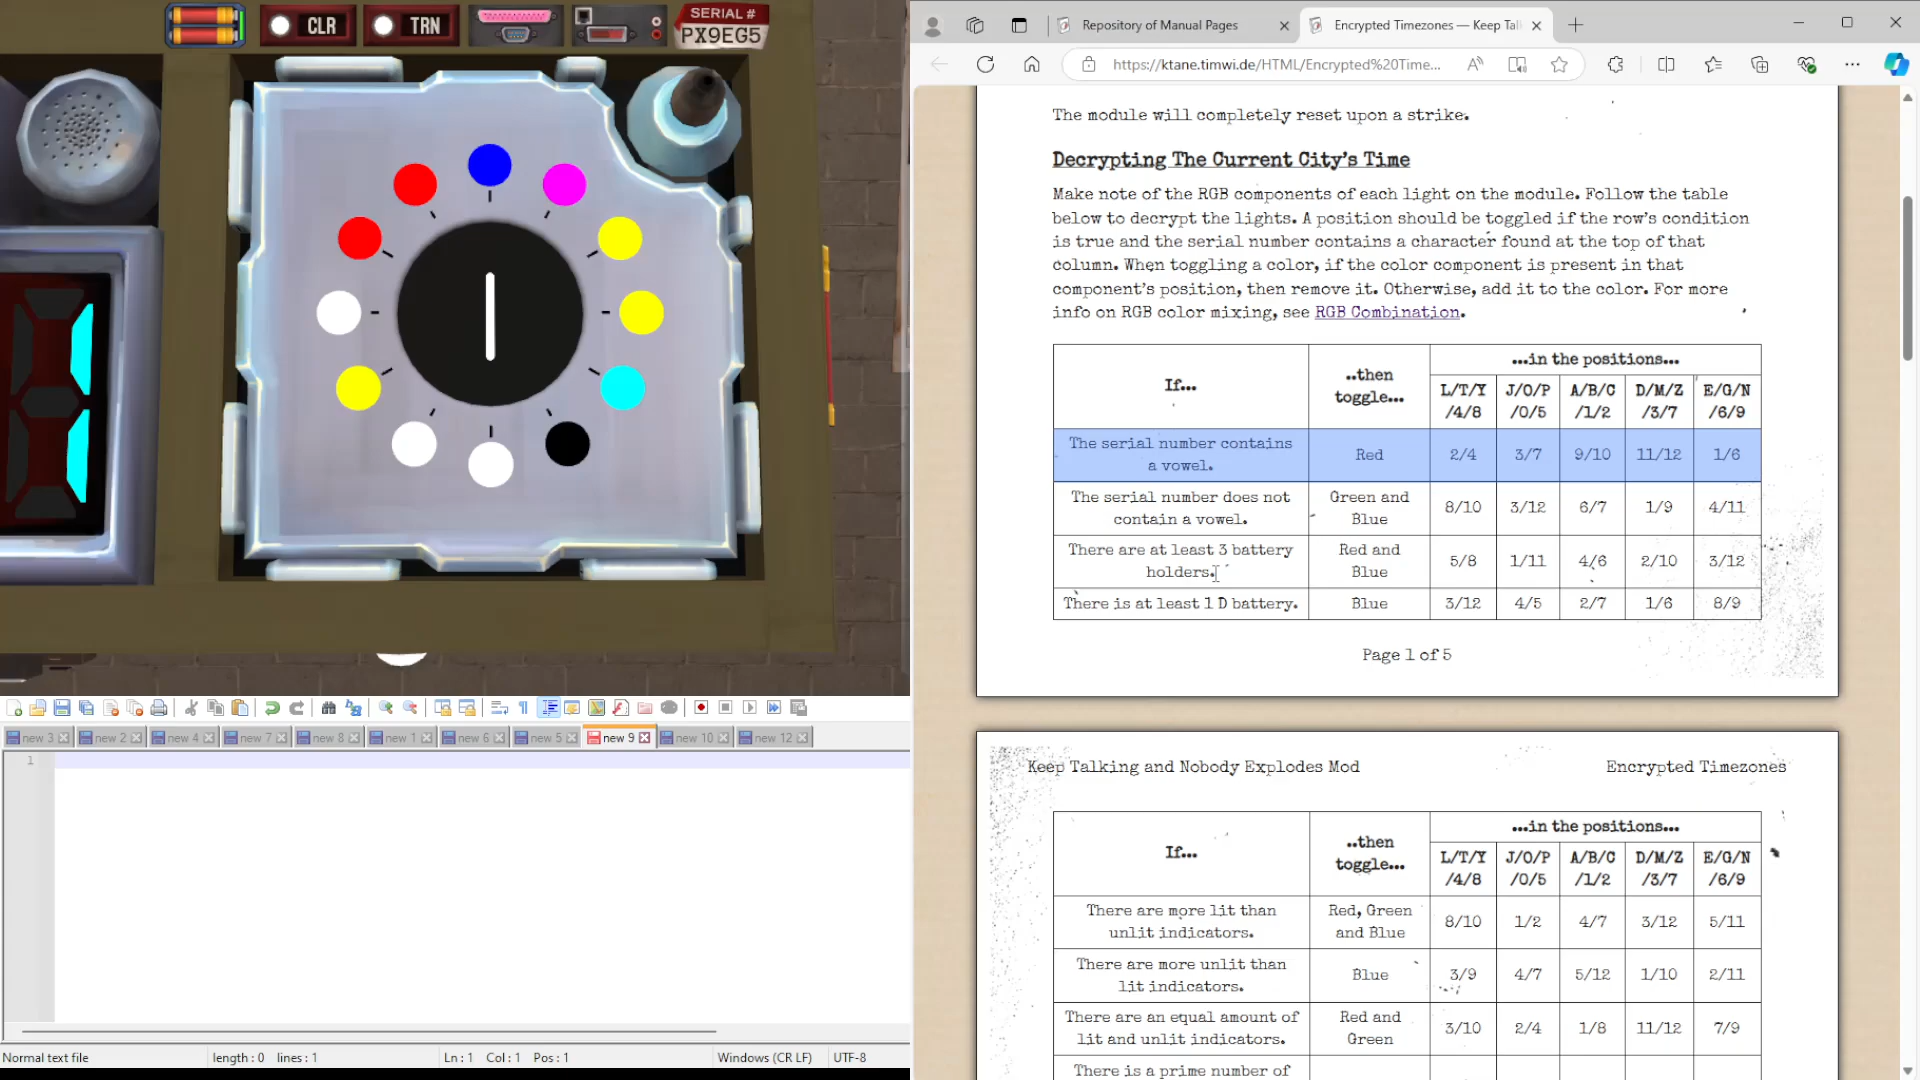 CLR
TRN
SERIAL #
PX9EG5
Repository of Manual Pages
Encrypted Timezones — Keep Tal
https://ktane.timwi.de/HTML/Encrypted%20Time...
The module will completely reset upon a strike.
Decrypting The Current City's Time
Make note of the RGB components of each light on the module. Follow the table
below to decrypt the lights. A position should be toggled if the row's condition
is true and the serial number contains a character found at the top of that
column. When toggling a color, if the color component is present in that
component's position, then remove it. Otherwise, add it to the color. For more
info on RGB color mixing, see RGB Combination.
If...
..then toggle...
...in the positions...
L/T/Y /4/8
J/O/P /0/5
A/B/C /1/2
D/M/Z /3/7
E/G/N /6/9
The serial number contains a vowel.
Red
2/4
3/7
9/10
11/12
1/6
The serial number does not contain a vowel.
Green and Blue
8/10
3/12
6/7
1/9
4/11
There are at least 3 battery holders.
Red and Blue
5/8
1/11
4/6
2/10
3/12
There is at least 1 D battery.
Blue
3/12
4/5
2/7
1/6
8/9
Page 1 of 5
Keep Talking and Nobody Explodes Mod
Encrypted Timezones
If...
..then toggle...
...in the positions...
L/T/Y /4/8
J/O/P /0/5
A/B/C /1/2
D/M/Z /3/7
E/G/N /6/9
There are more lit than unlit indicators.
Red, Green and Blue
8/10
1/2
4/7
3/12
5/11
There are more unlit than lit indicators.
Blue
3/9
4/7
5/12
1/10
2/11
There are an equal amount of lit and unlit indicators.
Red and Green
3/10
2/4
1/8
11/12
7/9
There is a prime number of
new 3
new 2
new 4
new 7
new 8
new 1
new 6
new 5
new 9
new 10
new 12
1
Normal text file
length : 0
lines : 1
Ln : 1
Col : 1
Pos : 1
Windows (CR LF)
UTF-8